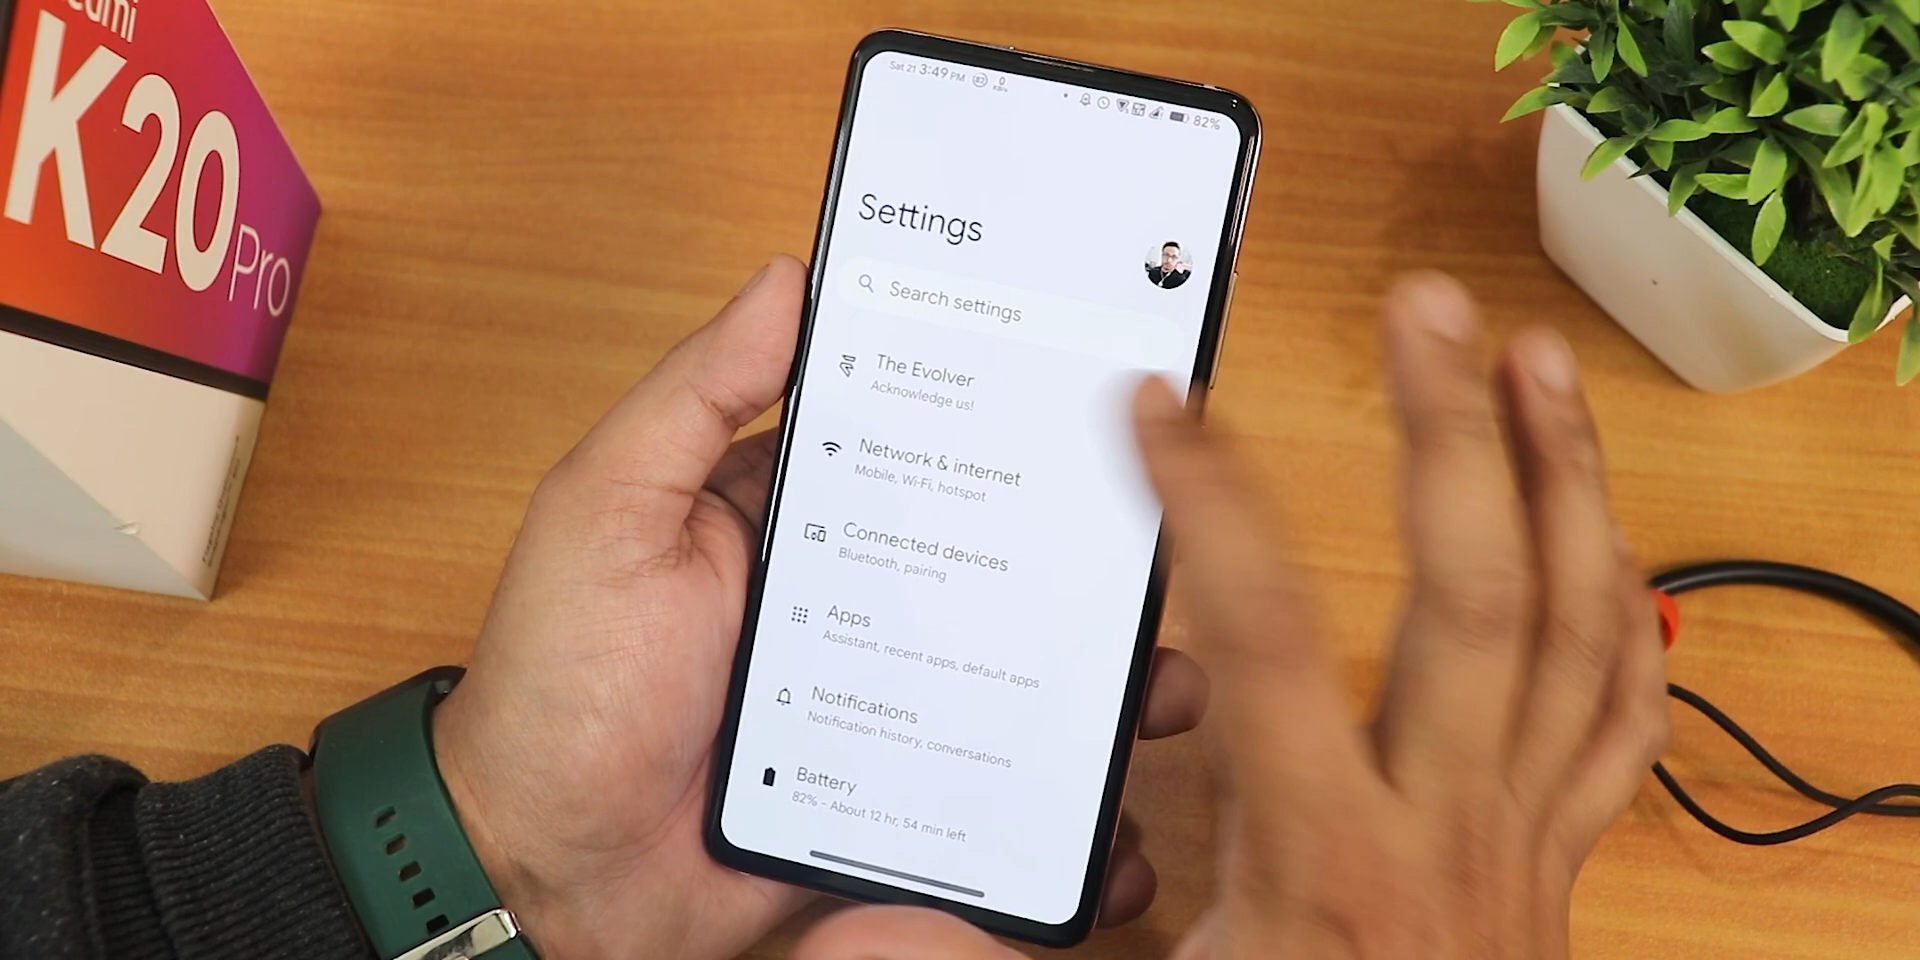 K20 Pro
Sat 21 3:49 PM 82 0
82%
Settings
Search settings
The Evolver
Acknowledge us!
Network & internet
Mobile, Wi-Fi, hotspot
Connected devices
Bluetooth, pairing
Apps
Assistant, recent apps, default apps
Notifications
Notification history, conversations
Battery
82% - About 12 hr, 54 min left